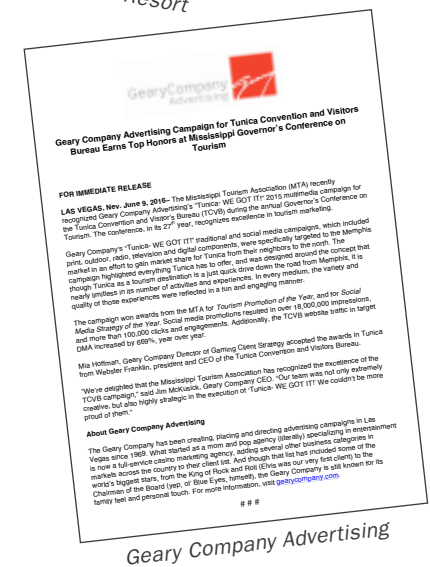 Resort
GearyCompany
Advertising
Geary Company Advertising Campaign for Tunica Convention and Visitors
Bureau Earns Top Honors at Mississippi Governor's Conference on
Tourism
FOR IMMEDIATE RELEASE
LAS VEGAS, Nev. June 9, 2016– The Mississippi Tourism Association (MTA) recently
recognized Geary Company Advertising's "Tunica- WE GOT IT!" 2015 multimedia campaign for
the Tunica Convention and Visitor's Bureau (TCVB) during the annual Governor's Conference on
Tourism. The conference, in its 27th year, recognizes excellence in tourism marketing.
Geary Company's "Tunica- WE GOT IT!" traditional and social media campaigns, which included
print, outdoor, radio, television and digital components, were specifically targeted to the Memphis
market in an effort to gain market share for Tunica from their neighbors to the north. The
campaign highlighted everything Tunica has to offer, and was designed around the concept that
though Tunica as a tourism destination is just a quick drive down the road from Memphis, it is
nearly limitless in its number of activities and experiences. In every medium, the variety and
quality of those experiences were reflected in a fun and engaging manner.
The campaign won awards from the MTA for Tourism Promotion of the Year, and for Social
Media Strategy of the Year. Social media promotions resulted in over 18,000,000 impressions,
and more than 100,000 clicks and engagements. Additionally, the TCVB website traffic in target
DMA increased by 669%, year over year.
Mia Hoffman, Geary Company Director of Gaming Client Strategy accepted the awards in Tunica
from Webster Franklin, president and CEO of the Tunica Convention and Visitors Bureau.
"We're delighted that the Mississippi Tourism Association has recognized the excellence of the
TCVB campaign," said Jim McKusick, Geary Company CEO. "Our team was not only extremely
creative, but also highly strategic in the execution of 'Tunica- WE GOT IT! We couldn't be more
proud of them."
About Geary Company Advertising
The Geary Company has been creating, placing and directing advertising campaigns in Las
Vegas since 1969. What started as a mom and pop agency (literally) specializing in entertainment
is now a full-service casino marketing agency, adding several other business categories in
markets across the country to their client list. And though that list has included some of the
world's biggest stars, from the King of Rock and Roll (Elvis was our very first client) to the
Chairman of the Board (yep, or' Blue Eyes, himself), the Geary Company is still known for its
family feel and personal touch. For more information, visit gearycompany.com.
# # #
Geary Company Advertising